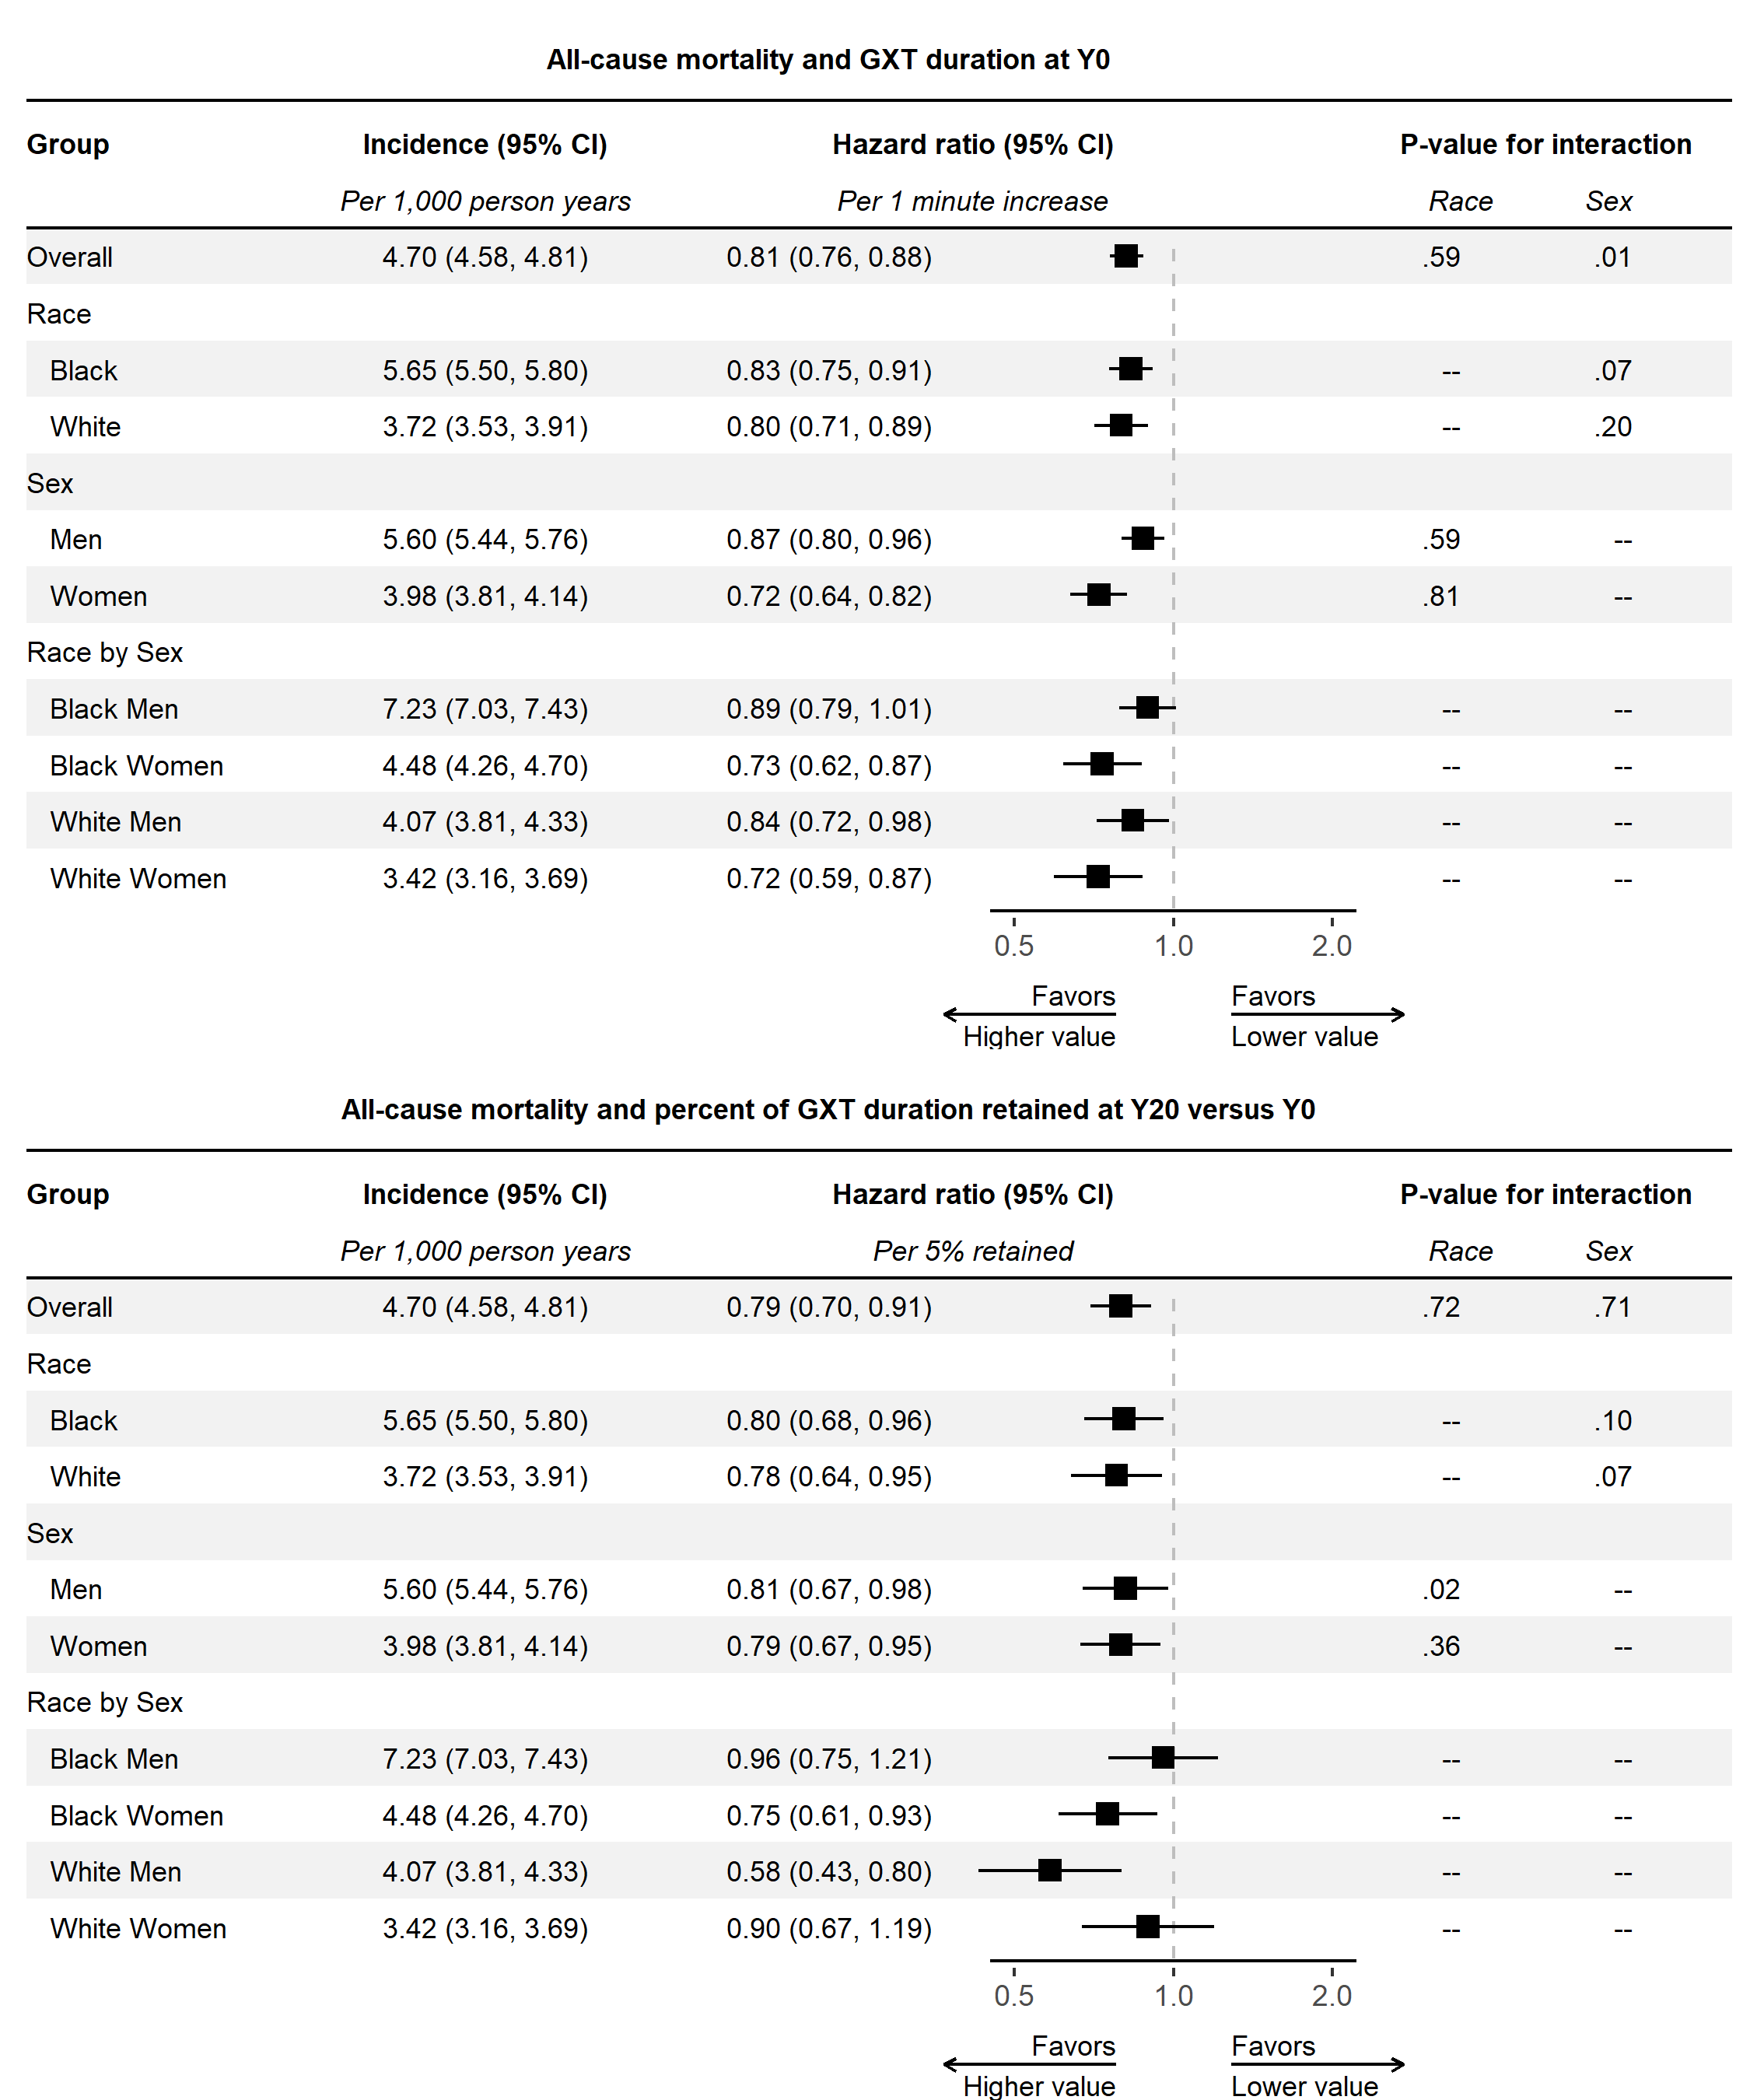 All-cause mortality and GXT duration at Y0
Group Incidence (95% CI) Hazard ratio (95% CI) P-value for interaction
Per 1,000 person years Per 1 minute increase Race Sex
Overall 4.70 (4.58, 4.81) 0.81 (0.76, 0.88) .59 .01
Race
Black 5.65 (5.50, 5.80) 0.83 (0.75, 0.91) -- .07
White 3.72 (3.53, 3.91) 0.80 (0.71, 0.89) -- .20
Sex
Men 5.60 (5.44, 5.76) 0.87 (0.80, 0.96) .59 --
Women 3.98 (3.81, 4.14) 0.72 (0.64, 0.82) .81 --
Race by Sex
Black Men 7.23 (7.03, 7.43) 0.89 (0.79, 1.01) -- --
Black Women 4.48 (4.26, 4.70) 0.73 (0.62, 0.87) -- --
White Men 4.07 (3.81, 4.33) 0.84 (0.72, 0.98) -- --
White Women 3.42 (3.16, 3.69) 0.72 (0.59, 0.87) -- --
0.5 1.0 2.0
Favors Favors
Higher value Lower value
All-cause mortality and percent of GXT duration retained at Y20 versus Y0
Group Incidence (95% CI) Hazard ratio (95% CI) P-value for interaction
Per 1,000 person years Per 5% retained Race Sex
Overall 4.70 (4.58, 4.81) 0.79 (0.70, 0.91) .72 .71
Race
Black 5.65 (5.50, 5.80) 0.80 (0.68, 0.96) -- .10
White 3.72 (3.53, 3.91) 0.78 (0.64, 0.95) -- .07
Sex
Men 5.60 (5.44, 5.76) 0.81 (0.67, 0.98) .02 --
Women 3.98 (3.81, 4.14) 0.79 (0.67, 0.95) .36 --
Race by Sex
Black Men 7.23 (7.03, 7.43) 0.96 (0.75, 1.21) -- --
Black Women 4.48 (4.26, 4.70) 0.75 (0.61, 0.93) -- --
White Men 4.07 (3.81, 4.33) 0.58 (0.43, 0.80) -- --
White Women 3.42 (3.16, 3.69) 0.90 (0.67, 1.19) -- --
0.5 1.0 2.0
Favors Favors
Higher value Lower value